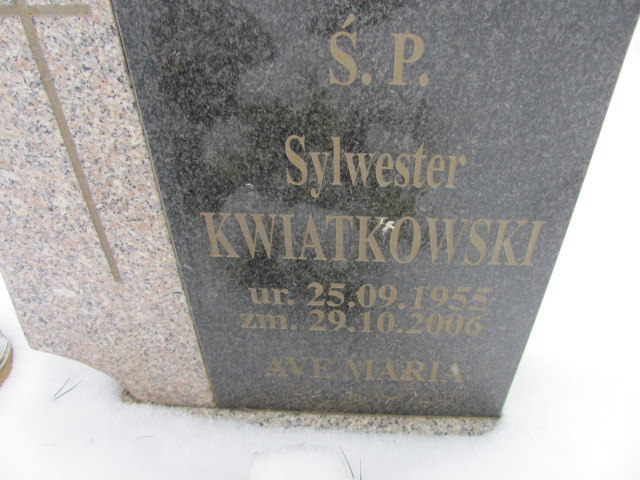 Ś. P.
Sylwester
KWIATKOWSKI
ur. 25.09.1955
zm. 29.10.2006
AVE MARIA